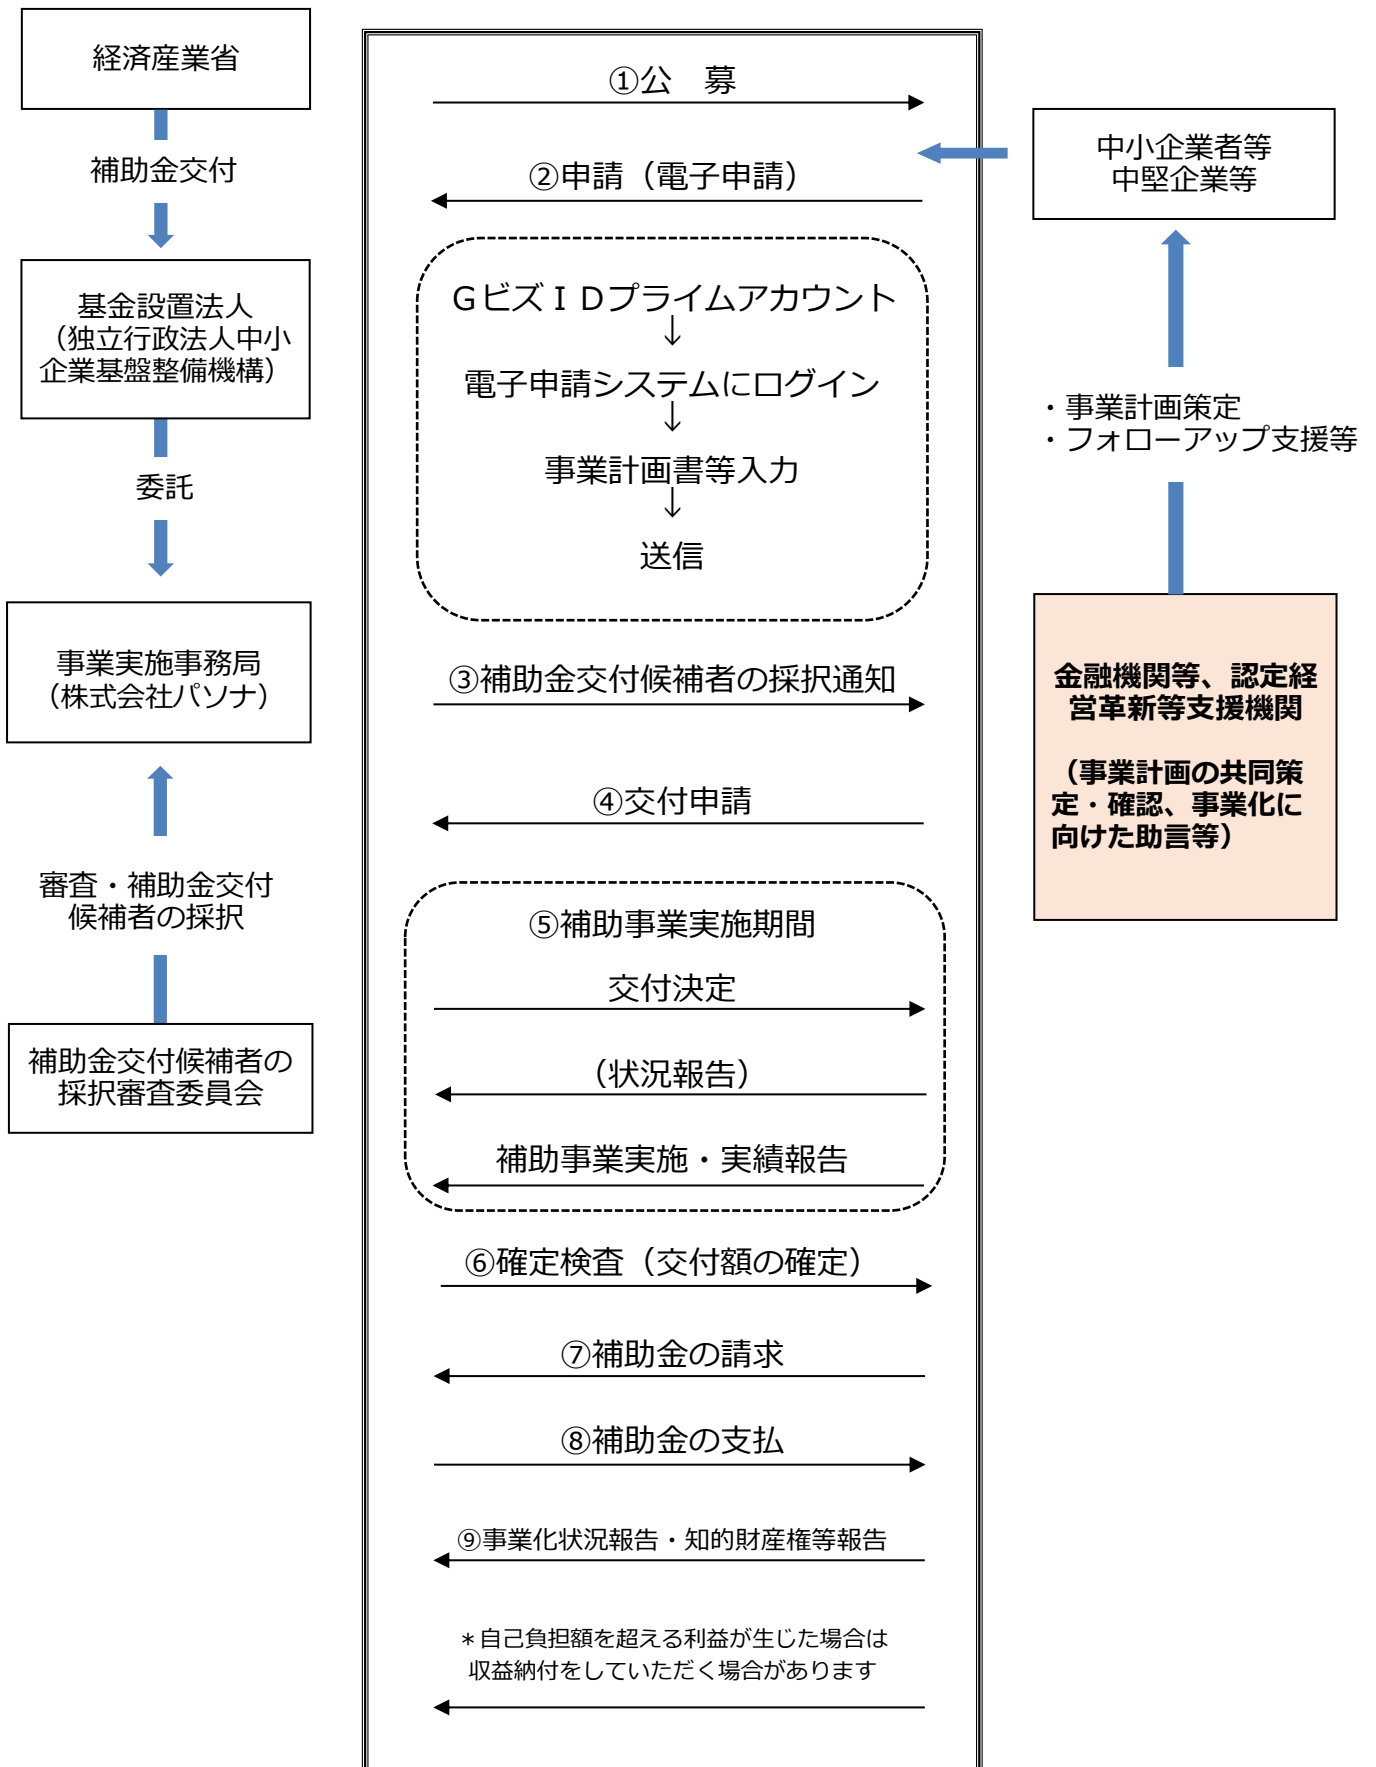 経済産業省
補助金交付
基金設置法人
（独立行政法人中小
企業基盤整備機構）
委託
事業実施事務局
（株式会社パソナ）
審査・補助金交付
候補者の採択
補助金交付候補者の
採択審査委員会
①公　募
②申請（電子申請）
ＧビズＩＤプライムアカウント
↓
電子申請システムにログイン
↓
事業計画書等入力
↓
送信
③補助金交付候補者の採択通知
④交付申請
⑤補助事業実施期間
交付決定
（状況報告）
補助事業実施・実績報告
⑥確定検査（交付額の確定）
⑦補助金の請求
⑧補助金の支払
⑨事業化状況報告・知的財産権等報告
＊自己負担額を超える利益が生じた場合は
収益納付をしていただく場合があります
中小企業者等
中堅企業等
・事業計画策定
・フォローアップ支援等
金融機関等、認定経
営革新等支援機関
（事業計画の共同策
定・確認、事業化に
向けた助言等）